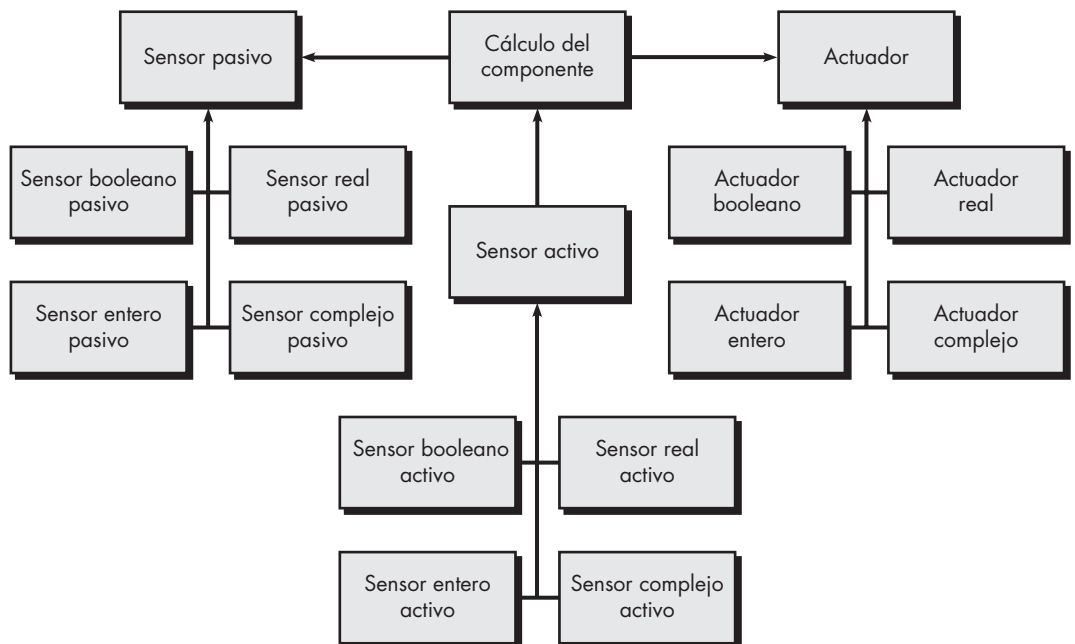 Sensor pasivo
Cálculo del
componente
Actuador
Sensor booleano
pasivo
Sensor real
pasivo
Actuador
booleano
Actuador
real
Sensor activo
Sensor entero
pasivo
Sensor complejo
pasivo
Actuador
entero
Actuador
complejo
Sensor booleano
activo
Sensor real
activo
Sensor entero
activo
Sensor complejo
activo